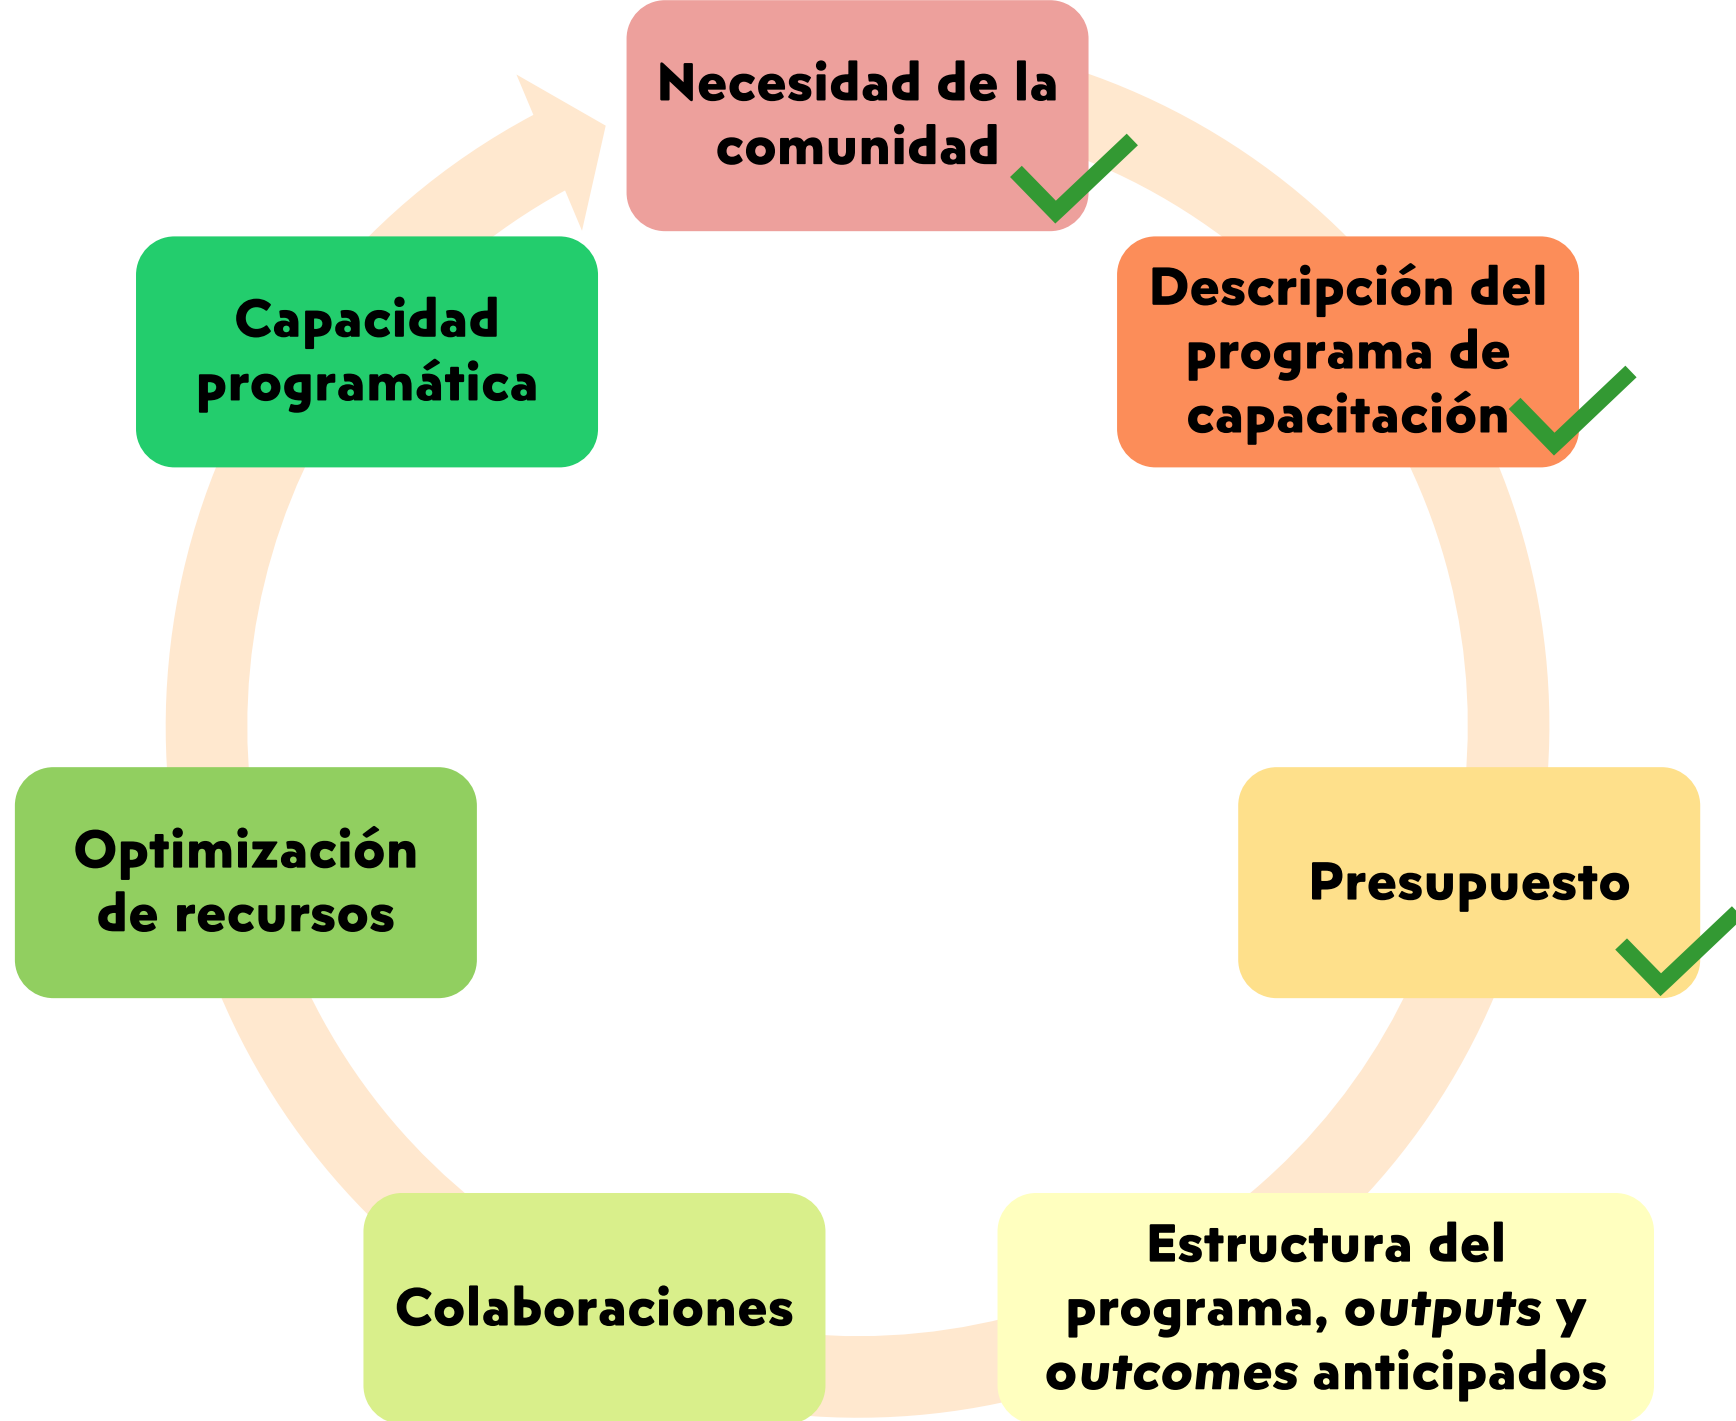 Necesidad de la
comunidad
Descripción del
programa de
capacitación
Presupuesto
Estructura del
programa, outputs y
outcomes anticipados
Colaboraciones
Optimización
de recursos
Capacidad
programática